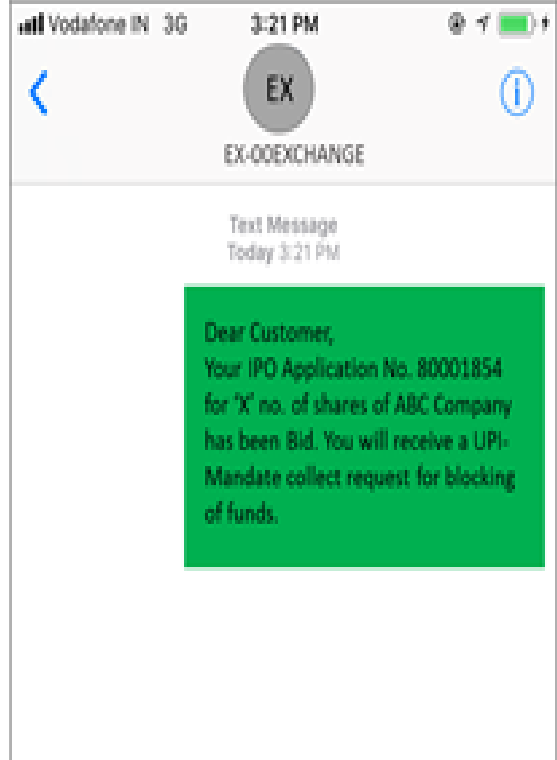 Vodafone IN 3G 3:21 PM
EX
EX-00EXCHANGE
Text Message
Today 3:21 PM
Dear Customer,
Your IPO Application No. 80001854
for 'X' no. of shares of ABC Company
has been Bid. You will receive a UPI-
Mandate collect request for blocking
of funds.